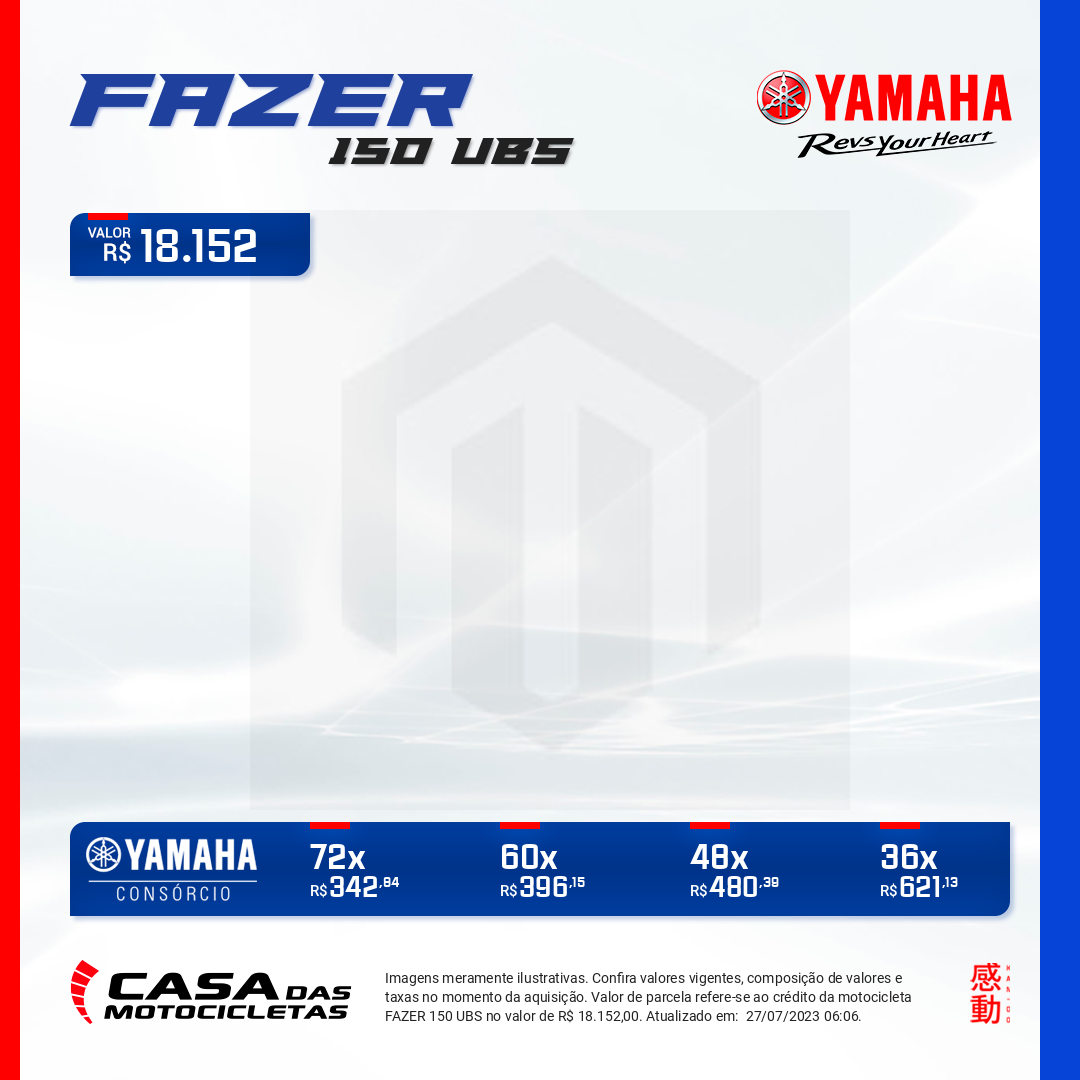 FAZER
150 UBS
YAMAHA
Revs Your Heart
VALOR
R$ 18.152
YAMAHA
CONSÓRCIO
72x
R$ 342,84
60x
R$ 396,15
48x
R$ 480,39
36x
R$ 621,13
CASA DAS
MOTOCICLETAS
Imagens meramente ilustrativas. Confira valores vigentes, composição de valores e
taxas no momento da aquisição. Valor de parcela refere-se ao crédito da motocicleta
FAZER 150 UBS no valor de R$ 18.152,00. Atualizado em: 27/07/2023 06:06.
感動